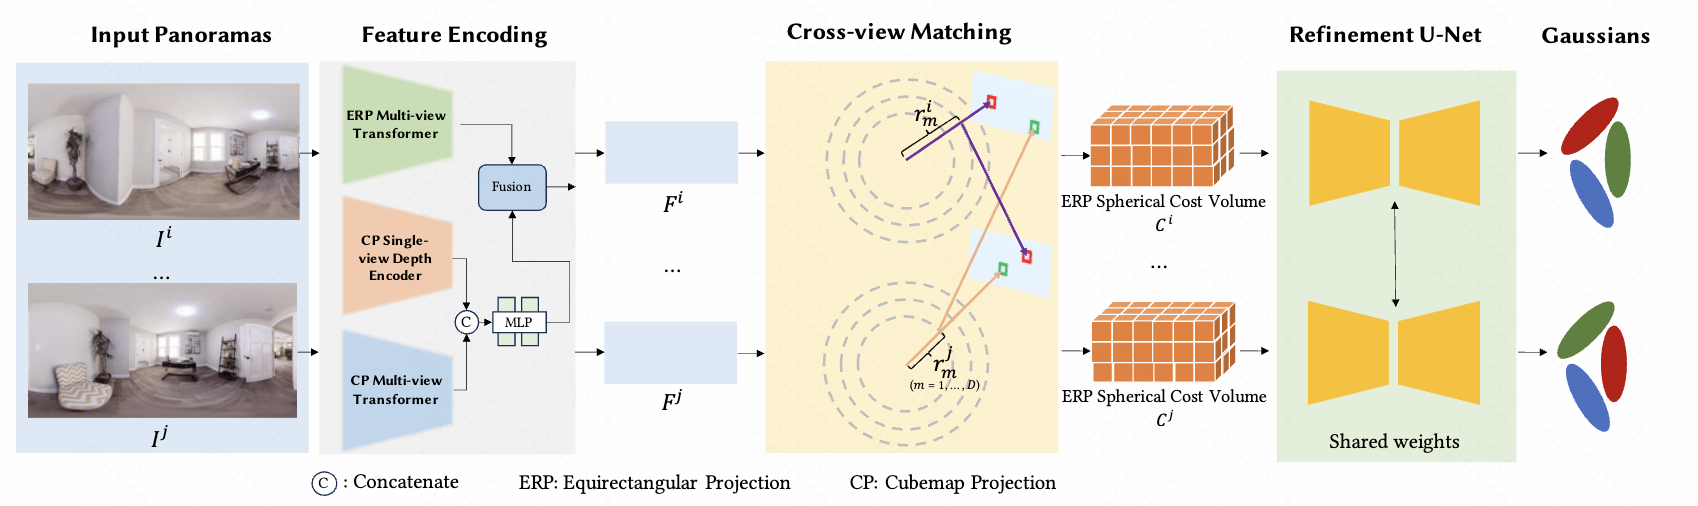 Input Panoramas
Feature Encoding
Cross-view Matching
Refinement U-Net
Gaussians
ERP Multi-view
Transformer
Fusion
CP Single-
view Depth
Encoder
C
MLP
CP Multi-view
Transformer
I^i
...
I^j
F^i
...
F^j
r_m^i
r_m^j
(m = 1, ..., D)
ERP Spherical Cost Volume
C^i
...
ERP Spherical Cost Volume
C^j
Shared weights
C : Concatenate
ERP: Equirectangular Projection
CP: Cubemap Projection